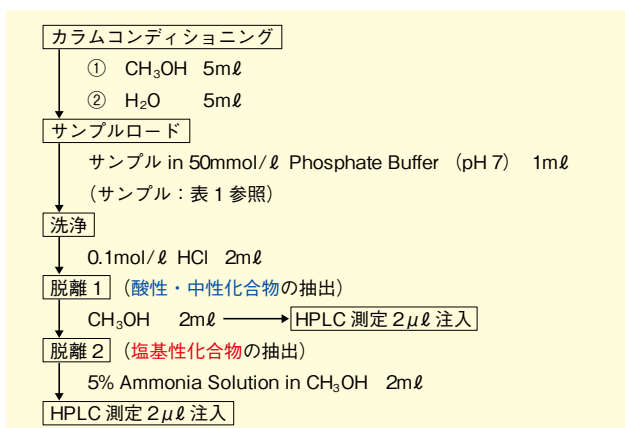 カラムコンディショニング
① CH₃OH 5mℓ
② H₂O 5mℓ
サンプルロード
サンプル in 50mmol/ℓ Phosphate Buffer (pH 7) 1mℓ
(サンプル:表1参照)
洗浄
0.1mol/ℓ HCl 2mℓ
脱離1 (酸性・中性化合物の抽出)
CH₃OH 2mℓ HPLC測定2μℓ注入
脱離2 (塩基性化合物の抽出)
5% Ammonia Solution in CH₃OH 2mℓ
HPLC測定2μℓ注入